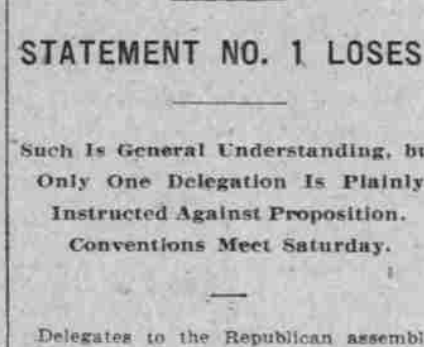 STATEMENT NO. 1 LOSES
Such Is General Understanding, bu
Only One Delegation Is Plainly
Instructed Against Proposition.
Conventions Meet Saturday.
Delegates to the Republican assembl